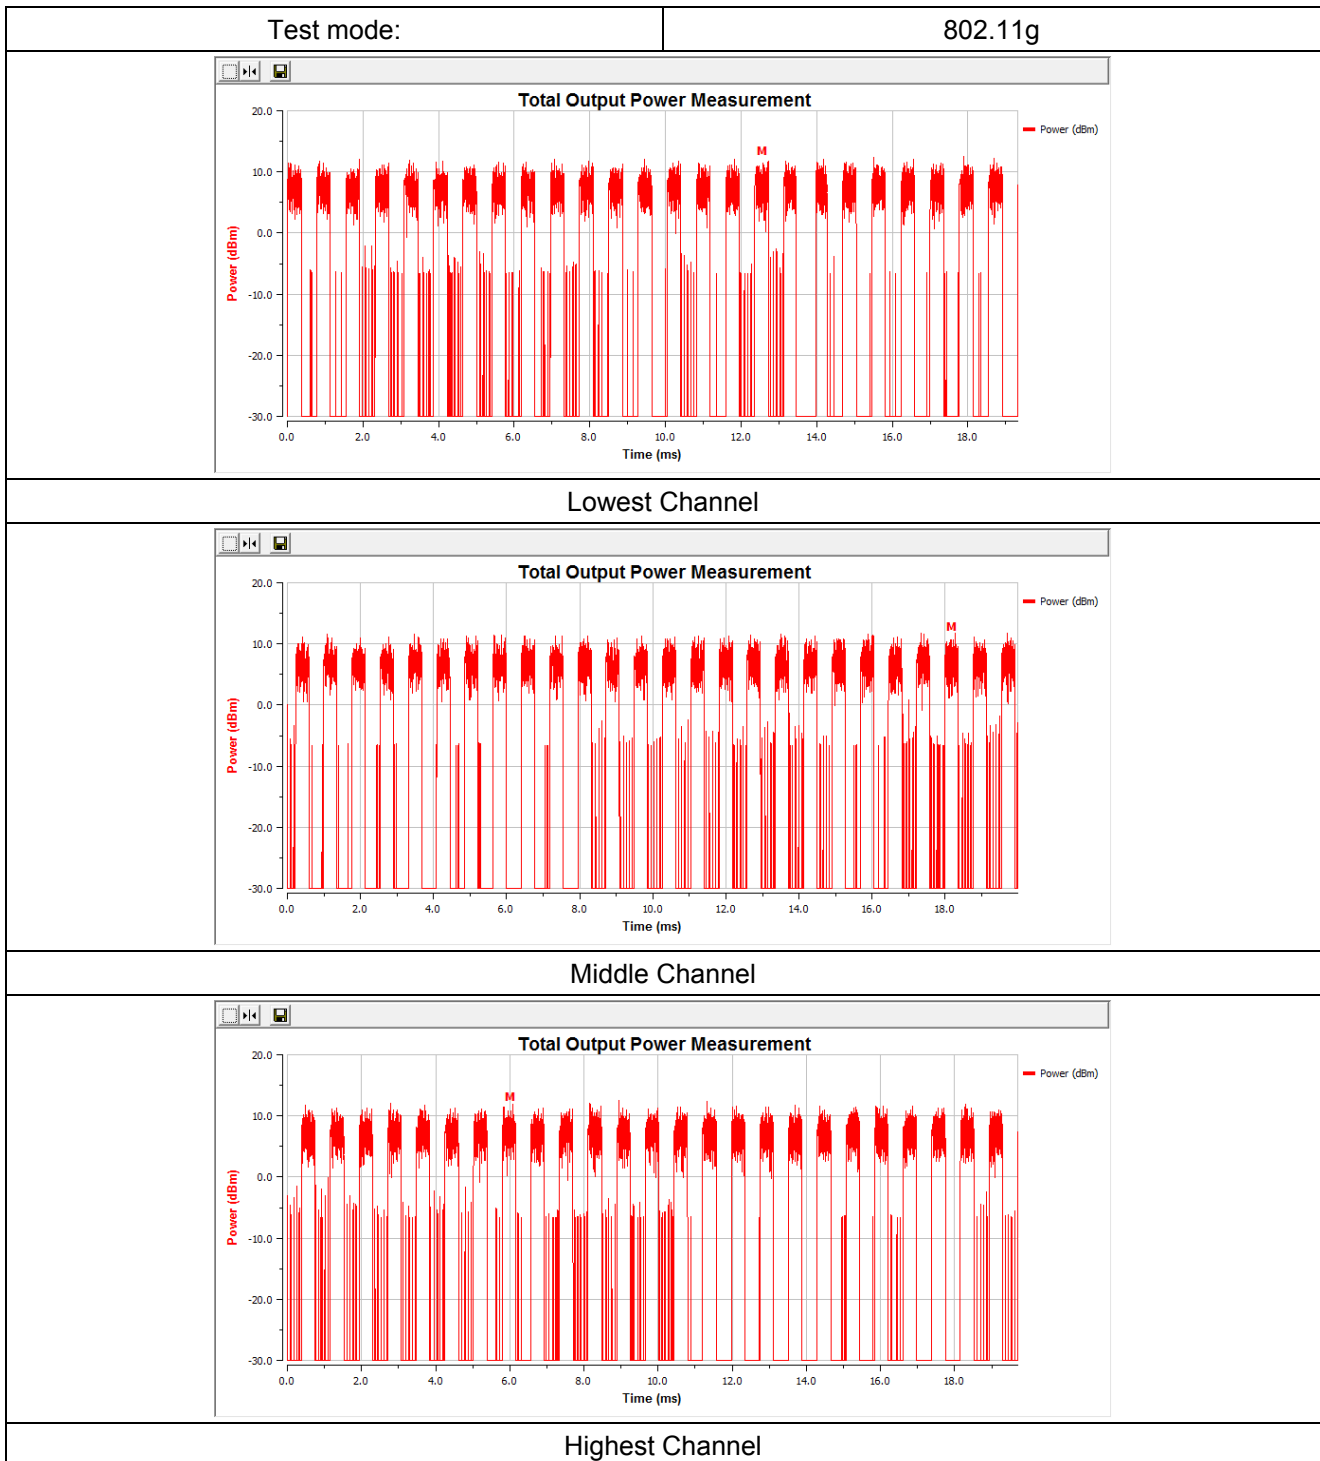 Test mode: 802.11g
Total Output Power Measurement
20.0
10.0
0.0
-10.0
-20.0
-30.0
Power (dBm)
M
Power (dBm)
0.0 2.0 4.0 6.0 8.0 10.0 12.0 14.0 16.0 18.0
Time (ms)
Lowest Channel
Total Output Power Measurement
20.0
10.0
0.0
-10.0
-20.0
-30.0
Power (dBm)
M
Power (dBm)
0.0 2.0 4.0 6.0 8.0 10.0 12.0 14.0 16.0 18.0
Time (ms)
Middle Channel
Total Output Power Measurement
20.0
10.0
0.0
-10.0
-20.0
-30.0
Power (dBm)
M
Power (dBm)
0.0 2.0 4.0 6.0 8.0 10.0 12.0 14.0 16.0 18.0
Time (ms)
Highest Channel